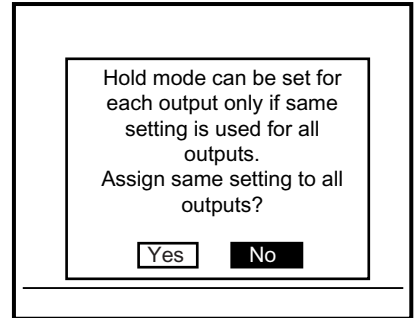 Hold mode can be set for
each output only if same
setting is used for all
outputs.
Assign same setting to all
outputs?
Yes No